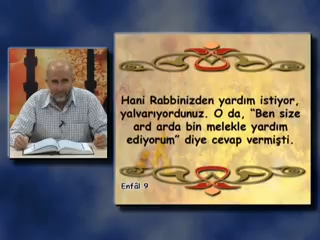 Hani Rabbinizden yardım istiyor,
yalvarıyordunuz. O da, “Ben size
ard arda bin melekle yardım
ediyorum” diye cevap vermişti.
Enfâl 9